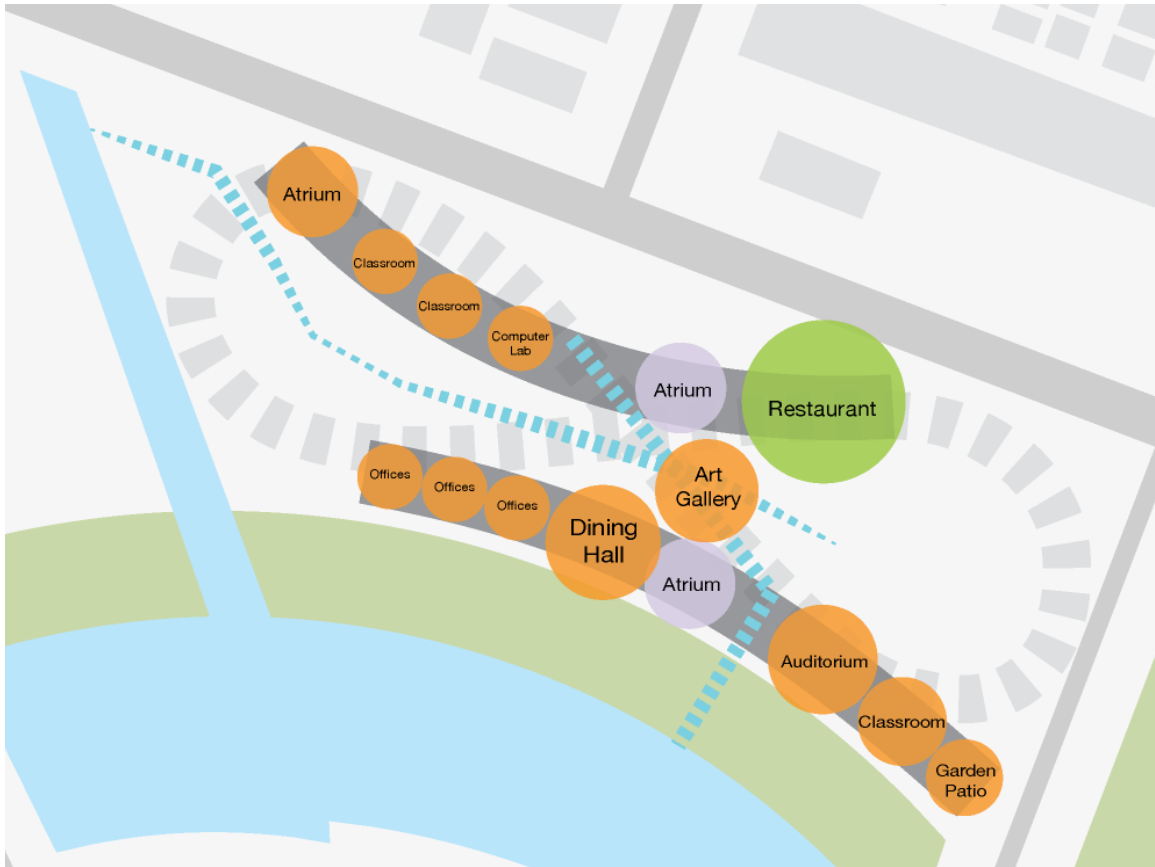 Atrium
Classroom
Classroom
Computer
Lab
Atrium
Restaurant
Art
Gallery
Offices
Offices
Offices
Dining
Hall
Atrium
Auditorium
Classroom
Garden
Patio